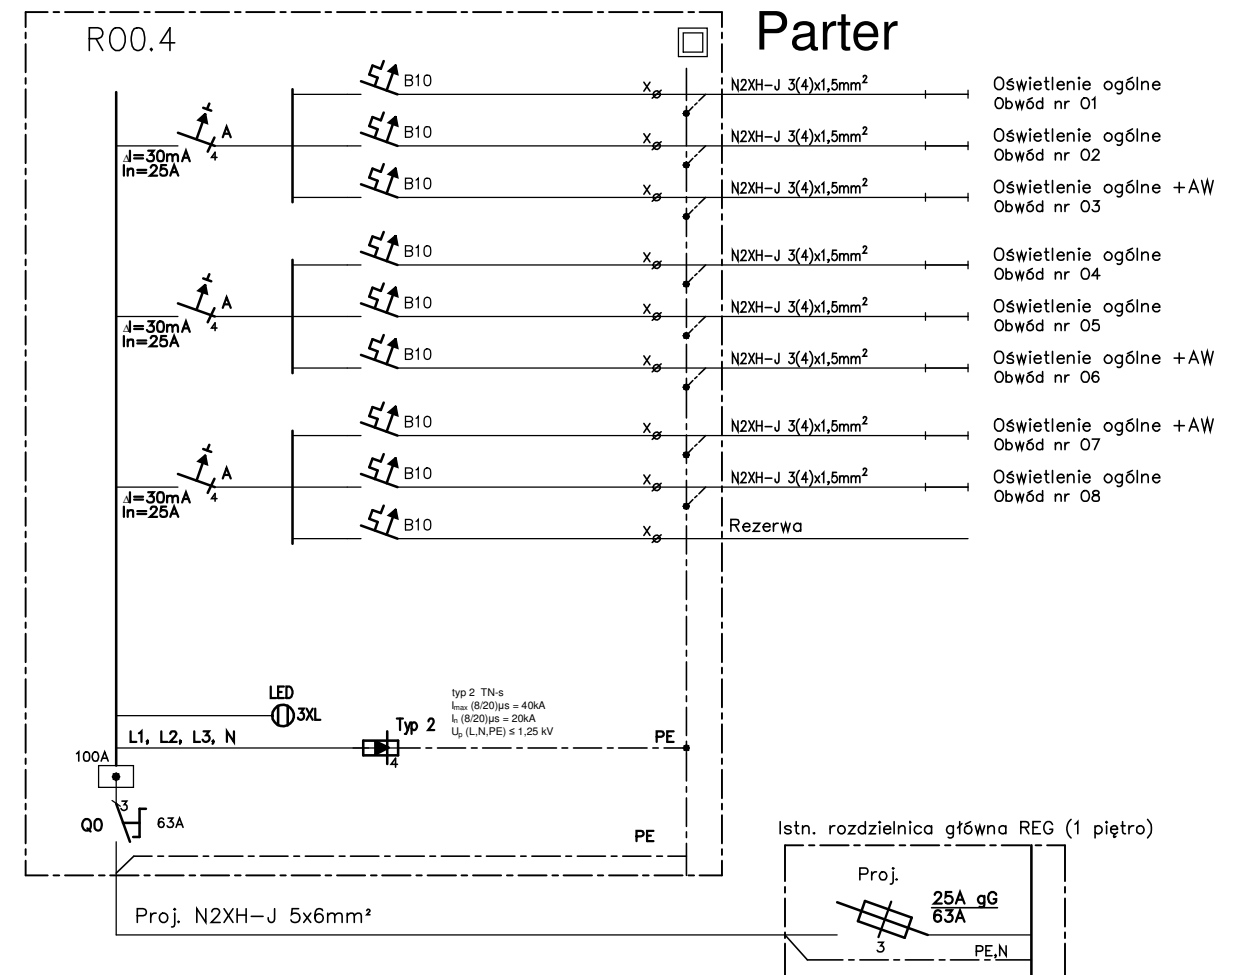 Parter
R00.4
B10
X
N2XH-J 3(4)x1,5mm²
Oświetlenie ogólne
Obwód nr 01
A
4
ΔI=30mA
In=25A
B10
X
N2XH-J 3(4)x1,5mm²
Oświetlenie ogólne
Obwód nr 02
B10
X
N2XH-J 3(4)x1,5mm²
Oświetlenie ogólne +AW
Obwód nr 03
B10
X
N2XH-J 3(4)x1,5mm²
Oświetlenie ogólne
Obwód nr 04
A
4
ΔI=30mA
In=25A
B10
X
N2XH-J 3(4)x1,5mm²
Oświetlenie ogólne
Obwód nr 05
B10
X
N2XH-J 3(4)x1,5mm²
Oświetlenie ogólne +AW
Obwód nr 06
B10
X
N2XH-J 3(4)x1,5mm²
Oświetlenie ogólne +AW
Obwód nr 07
A
4
ΔI=30mA
In=25A
B10
X
N2XH-J 3(4)x1,5mm²
Oświetlenie ogólne
Obwód nr 08
B10
X
Rezerwa
LED
3XL
typ 2 TN-s
Imax (8/20)µs = 40kA
In (8/20)µs = 20kA
Up (L,N,PE) ≤ 1,25 kV
L1, L2, L3, N
Typ 2
4
PE
100A
3
Q0
63A
PE
Proj. N2XH-J 5x6mm²
Istn. rozdzielnica główna REG (1 piętro)
Proj.
25A gG
63A
3
PE,N